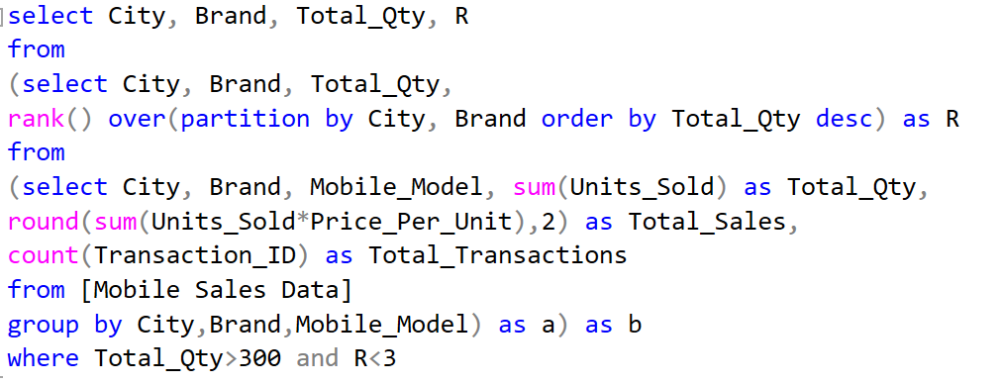 select City, Brand, Total_Qty, R
from
(select City, Brand, Total_Qty,
rank() over(partition by City, Brand order by Total_Qty desc) as R
from
(select City, Brand, Mobile_Model, sum(Units_Sold) as Total_Qty,
round(sum(Units_Sold*Price_Per_Unit),2) as Total_Sales,
count(Transaction_ID) as Total_Transactions
from [Mobile Sales Data]
group by City,Brand,Mobile_Model) as a) as b
where Total_Qty>300 and R<3